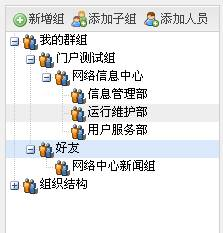 新增组 添加子组 添加人员
我的群组
门户测试组
网络信息中心
信息管理部
运行维护部
用户服务部
好友
网络中心新闻组
组织结构